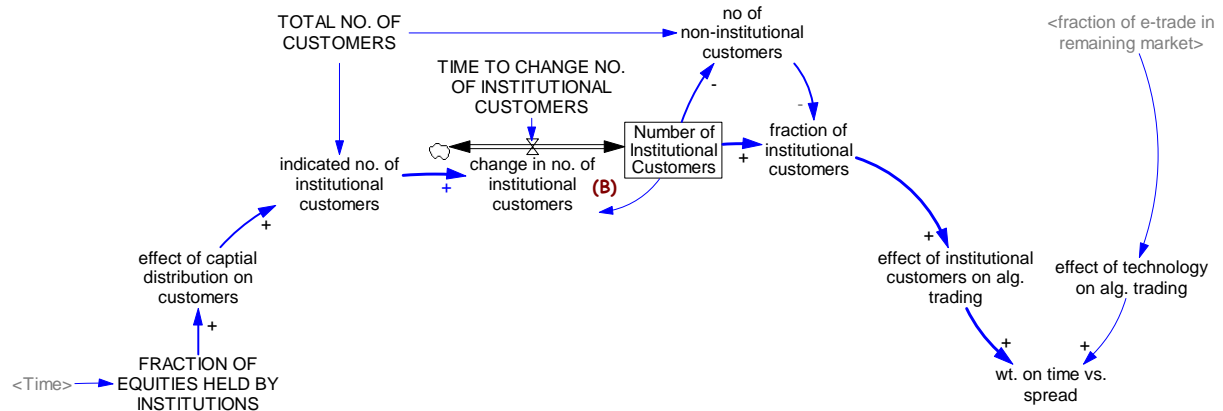 TOTAL NO. OF
CUSTOMERS
no of
non-institutional
customers
<fraction of e-trade in
remaining market>
TIME TO CHANGE NO.
OF INSTITUTIONAL
CUSTOMERS
-
-
Number of
Institutional
Customers
+
fraction of
institutional
customers
indicated no. of
institutional
customers
+
change in no. of
institutional
customers
(B)
+
effect of captial
distribution on
customers
+
+
effect of institutional
customers on alg.
trading
effect of technology
on alg. trading
+
+
<Time>
FRACTION OF
EQUITIES HELD BY
INSTITUTIONS
wt. on time vs.
spread